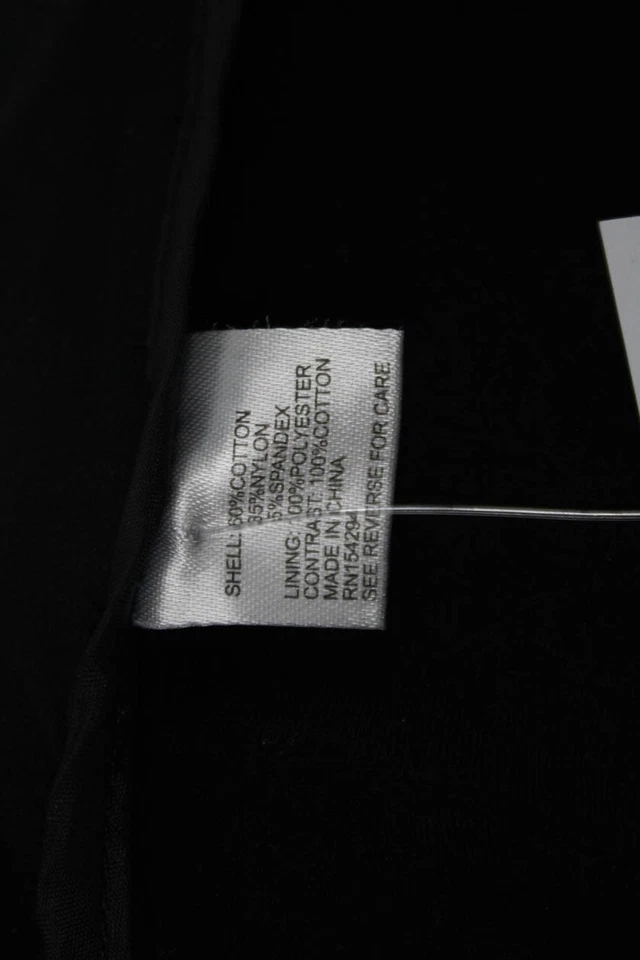 SHELL: 60%COTTON
35%NYLON
5%SPANDEX
LINING: 100%POLYESTER
CONTRAST: 100%COTTON
MADE IN CHINA
RN154294
SEE REVERSE FOR CARE